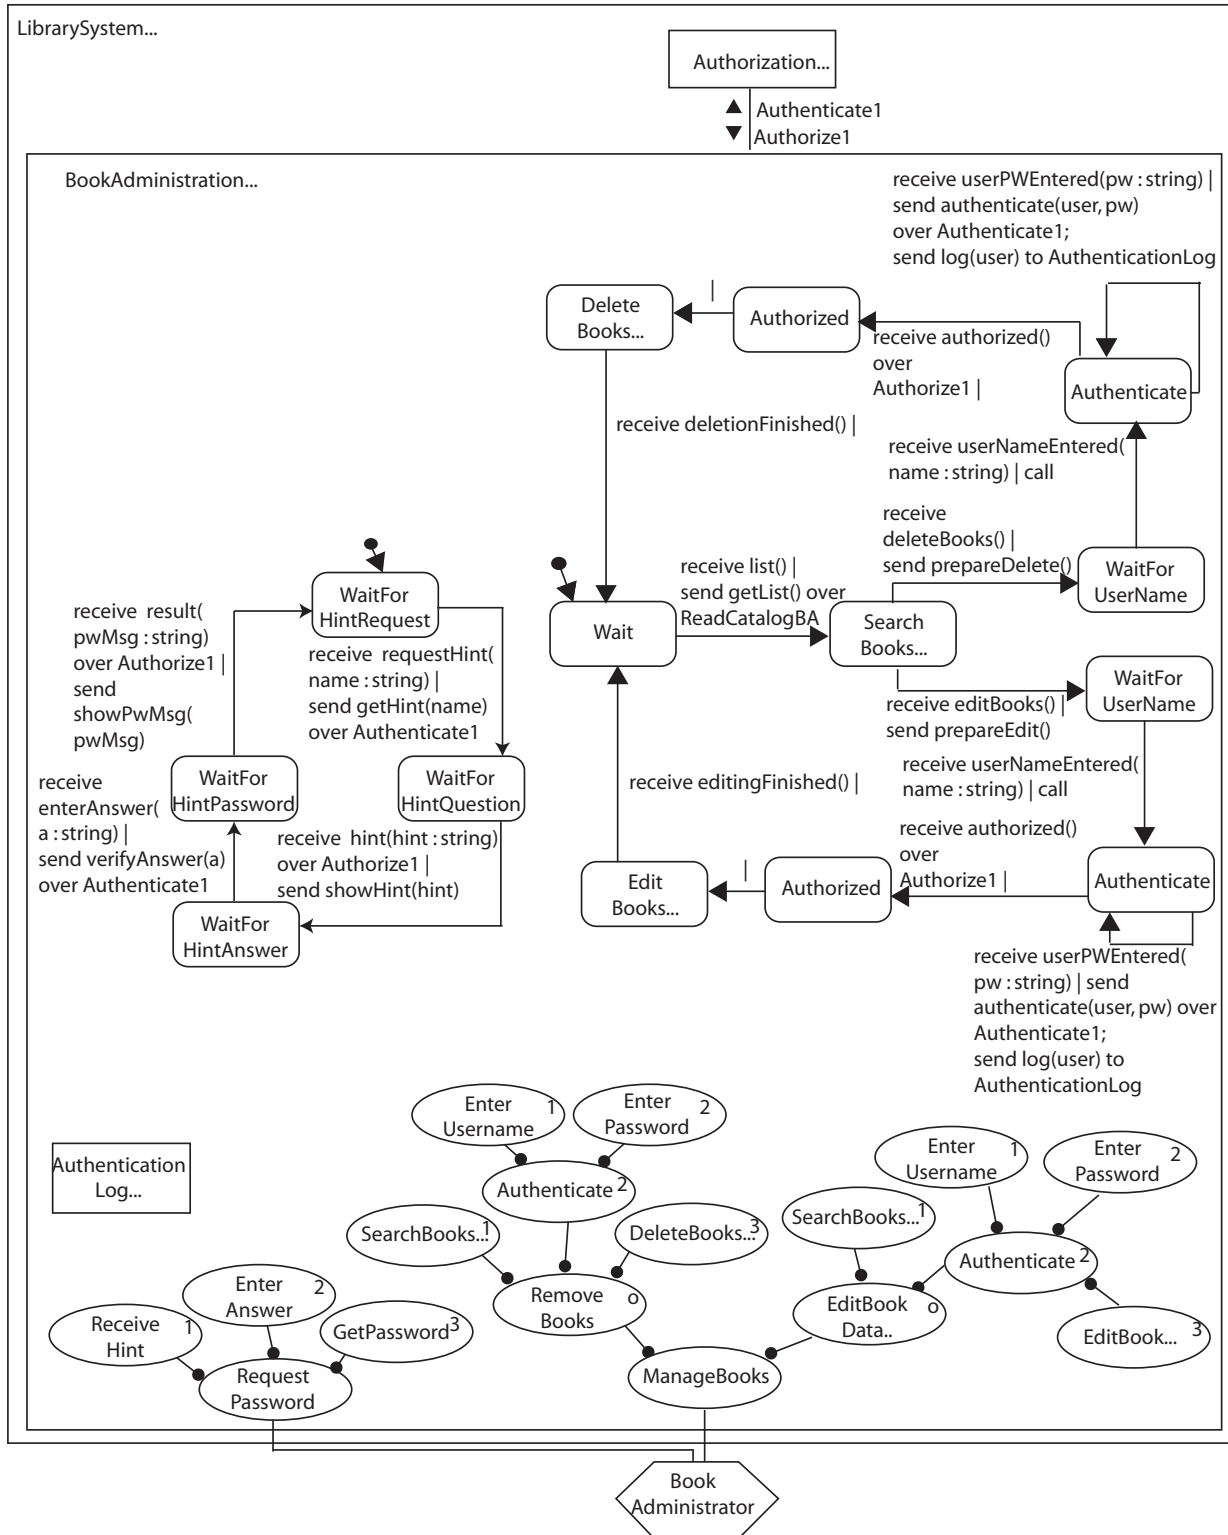 LibrarySystem...
Authorization...
Authenticate1
Authorize1
BookAdministration...
receive userPWEntered(pw : string) |
send authenticate(user, pw)
over Authenticate1;
send log(user) to AuthenticationLog
Delete
Books...
|
Authorized
receive authorized()
over
Authorize1 |
Authenticate
receive deletionFinished() |
receive userNameEntered(
name : string) | call
receive
deleteBooks() |
send prepareDelete()
WaitFor
UserName
receive list() |
send getList() over
ReadCatalogBA
Wait
Search
Books...
WaitFor
UserName
receive editBooks() |
send prepareEdit()
receive userNameEntered(
name : string) | call
receive editingFinished() |
receive authorized()
over
Authorize1 |
Edit
Books...
|
Authorized
Authenticate
receive userPWEntered(
pw : string) | send
authenticate(user, pw) over
Authenticate1;
send log(user) to
AuthenticationLog
WaitFor
HintRequest
receive result(
pwMsg : string)
over Authorize1 |
send
showPwMsg(
pwMsg)
receive requestHint(
name : string) |
send getHint(name)
over Authenticate1
WaitFor
HintPassword
WaitFor
HintQuestion
receive
enterAnswer(
a : string) |
send verifyAnswer(a)
over Authenticate1
receive hint(hint : string)
over Authorize1 |
send showHint(hint)
WaitFor
HintAnswer
Authentication
Log...
Enter 1
Username
Enter 2
Password
Authenticate 2
SearchBooks... 1
DeleteBooks... 3
Remove o
Books
Enter 1
Username
Enter 2
Password
SearchBooks... 1
Authenticate 2
EditBook o
Data..
EditBook... 3
Enter 2
Answer
Receive 1
Hint
GetPassword 3
Request
Password
ManageBooks
Book
Administrator